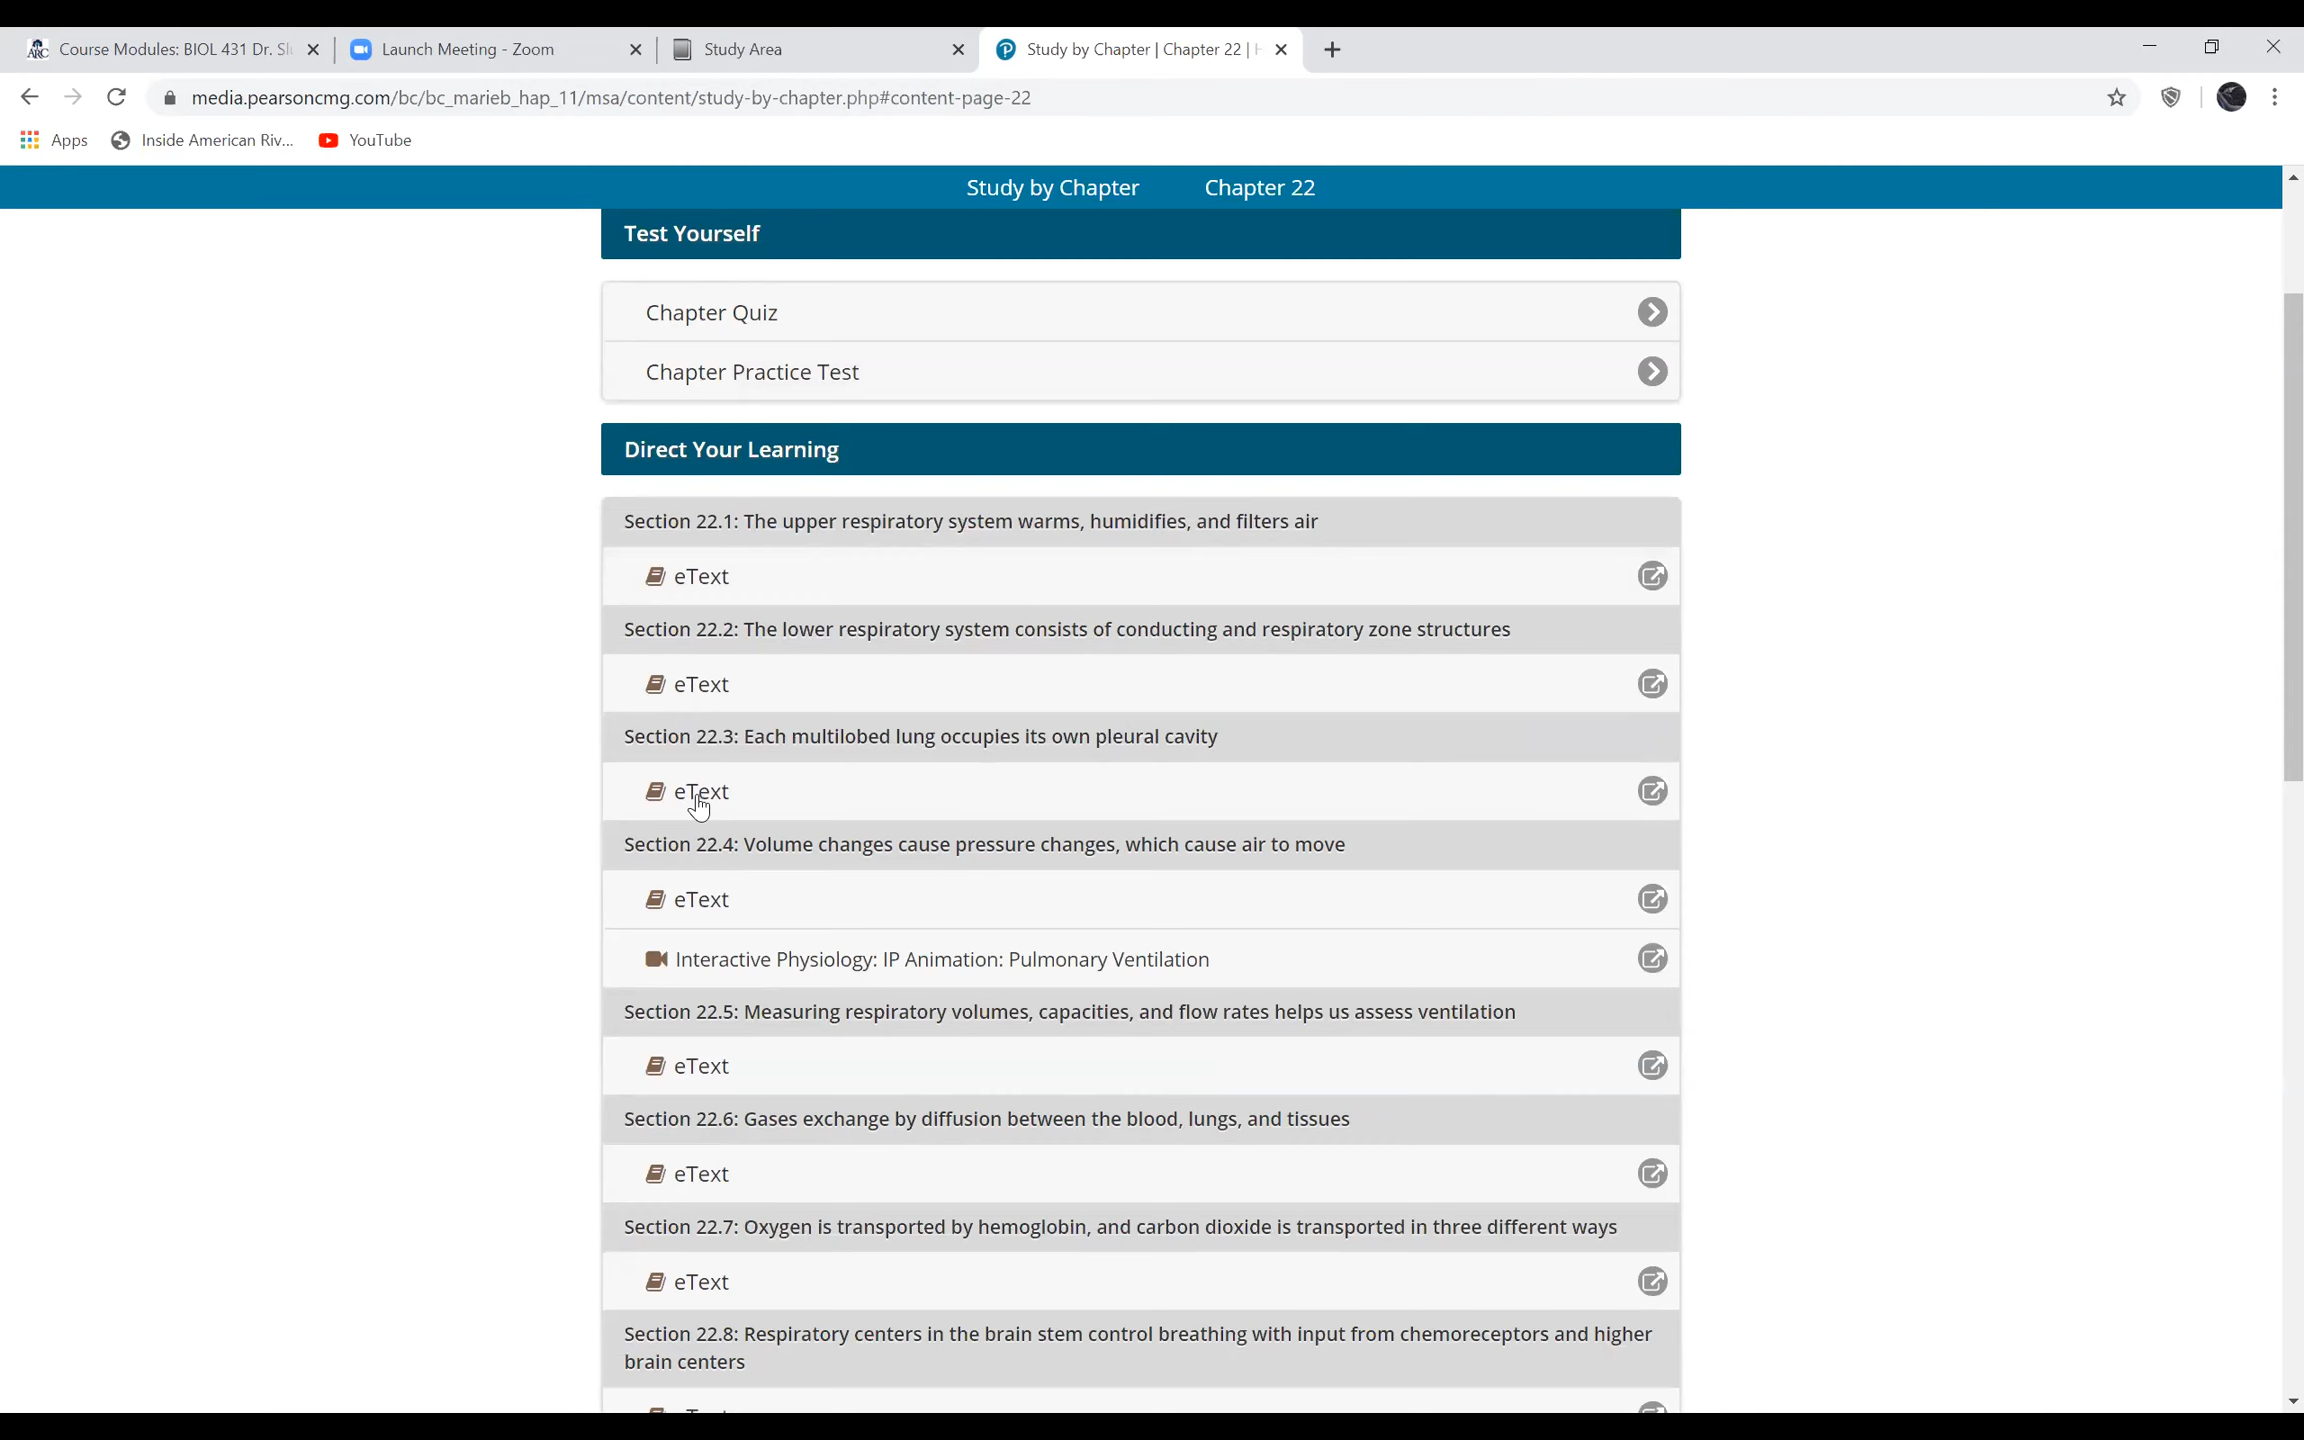 ARC Course Modules: BIOL 431 Dr. Sl
Launch Meeting - Zoom
Study Area
Study by Chapter | Chapter 22 | H
media.pearsoncmg.com/bc/bc_marieb_hap_11/msa/content/study-by-chapter.php#content-page-22
Apps
Inside American Riv...
YouTube
Study by Chapter
Chapter 22
Test Yourself
Chapter Quiz
Chapter Practice Test
Direct Your Learning
Section 22.1: The upper respiratory system warms, humidifies, and filters air
eText
Section 22.2: The lower respiratory system consists of conducting and respiratory zone structures
eText
Section 22.3: Each multilobed lung occupies its own pleural cavity
eText
Section 22.4: Volume changes cause pressure changes, which cause air to move
eText
Interactive Physiology: IP Animation: Pulmonary Ventilation
Section 22.5: Measuring respiratory volumes, capacities, and flow rates helps us assess ventilation
eText
Section 22.6: Gases exchange by diffusion between the blood, lungs, and tissues
eText
Section 22.7: Oxygen is transported by hemoglobin, and carbon dioxide is transported in three different ways
eText
Section 22.8: Respiratory centers in the brain stem control breathing with input from chemoreceptors and higher
brain centers